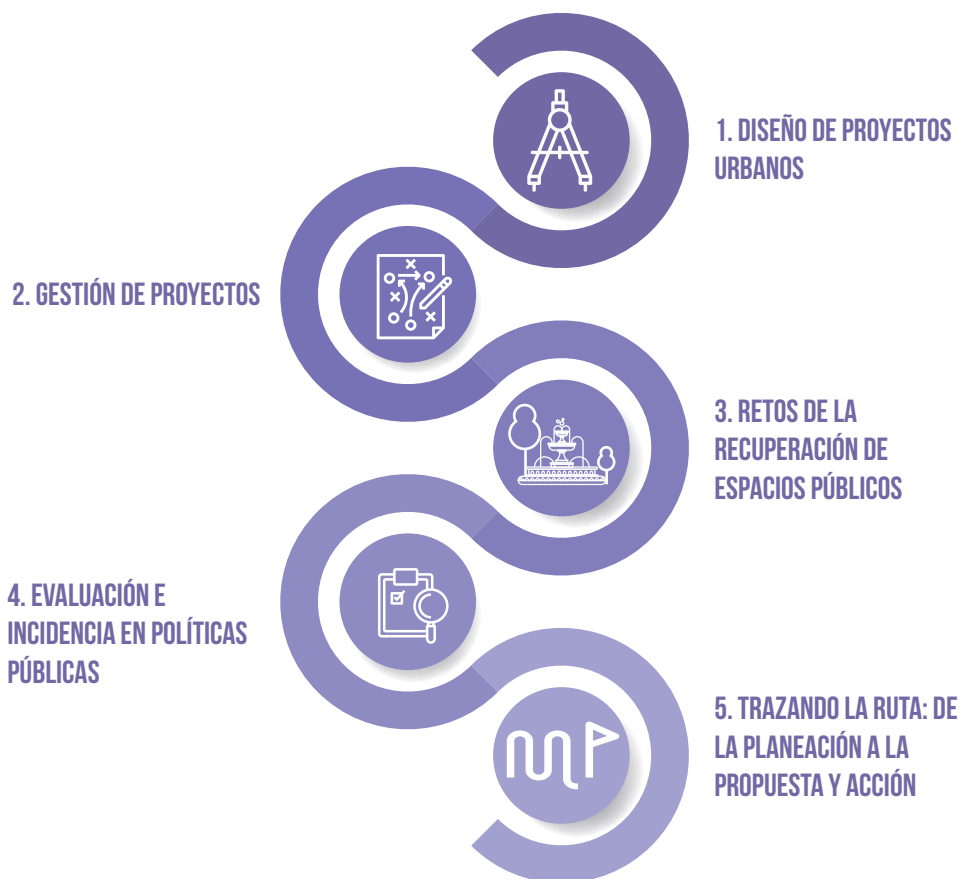 1. DISEÑO DE PROYECTOS
URBANOS
2. GESTIÓN DE PROYECTOS
3. RETOS DE LA
RECUPERACIÓN DE
ESPACIOS PÚBLICOS
4. EVALUACIÓN E
INCIDENCIA EN POLÍTICAS
PÚBLICAS
5. TRAZANDO LA RUTA: DE
LA PLANEACIÓN A LA
PROPUESTA Y ACCIÓN